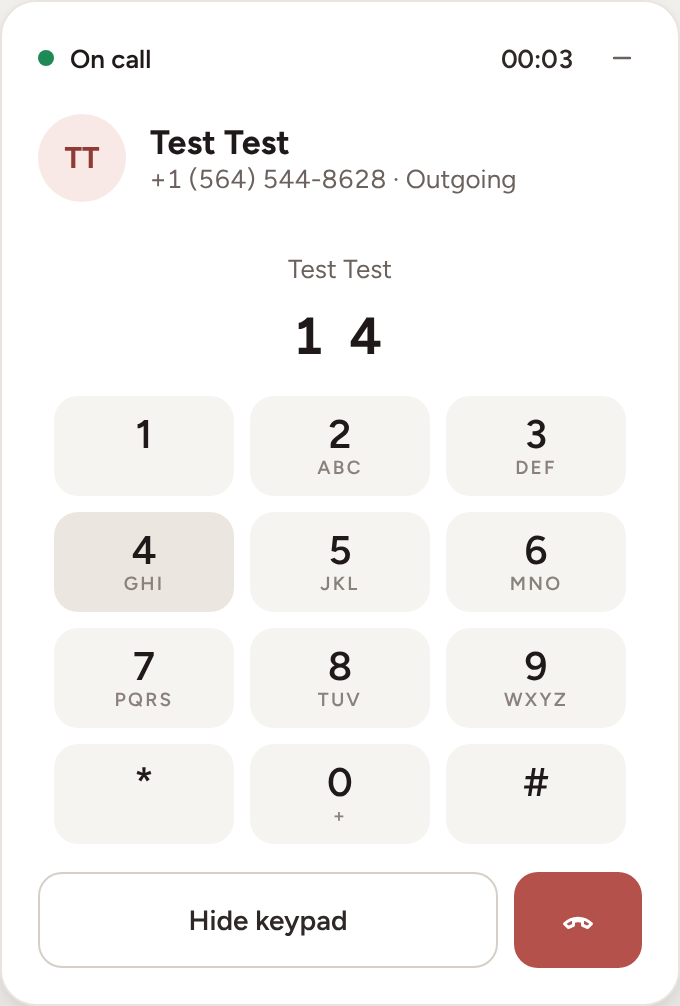 On call 00:03 –
TT
Test Test
+1 (564) 544-8628 · Outgoing
Test Test
1 4
1 2 3
ABC DEF
4 5 6
GHI JKL MNO
7 8 9
PQRS TUV WXYZ
* 0 #
+
Hide keypad